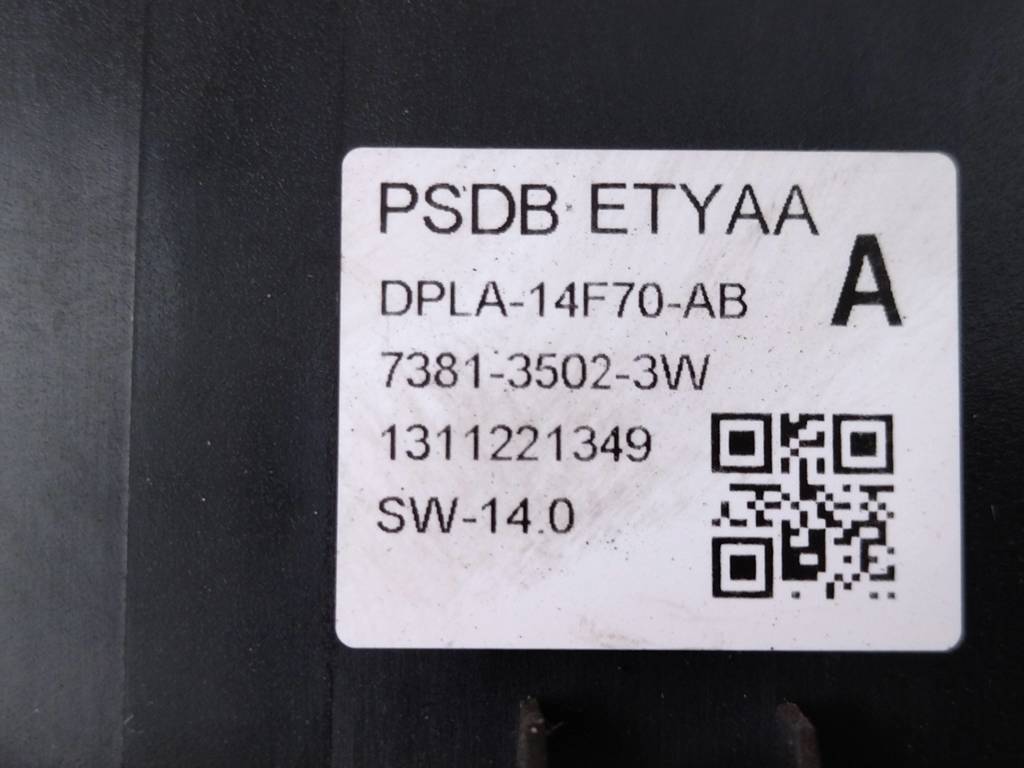 PSDB ETYAA
A
DPLA-14F70-AB
7381-3502-3W
1311221349
SW-14.0